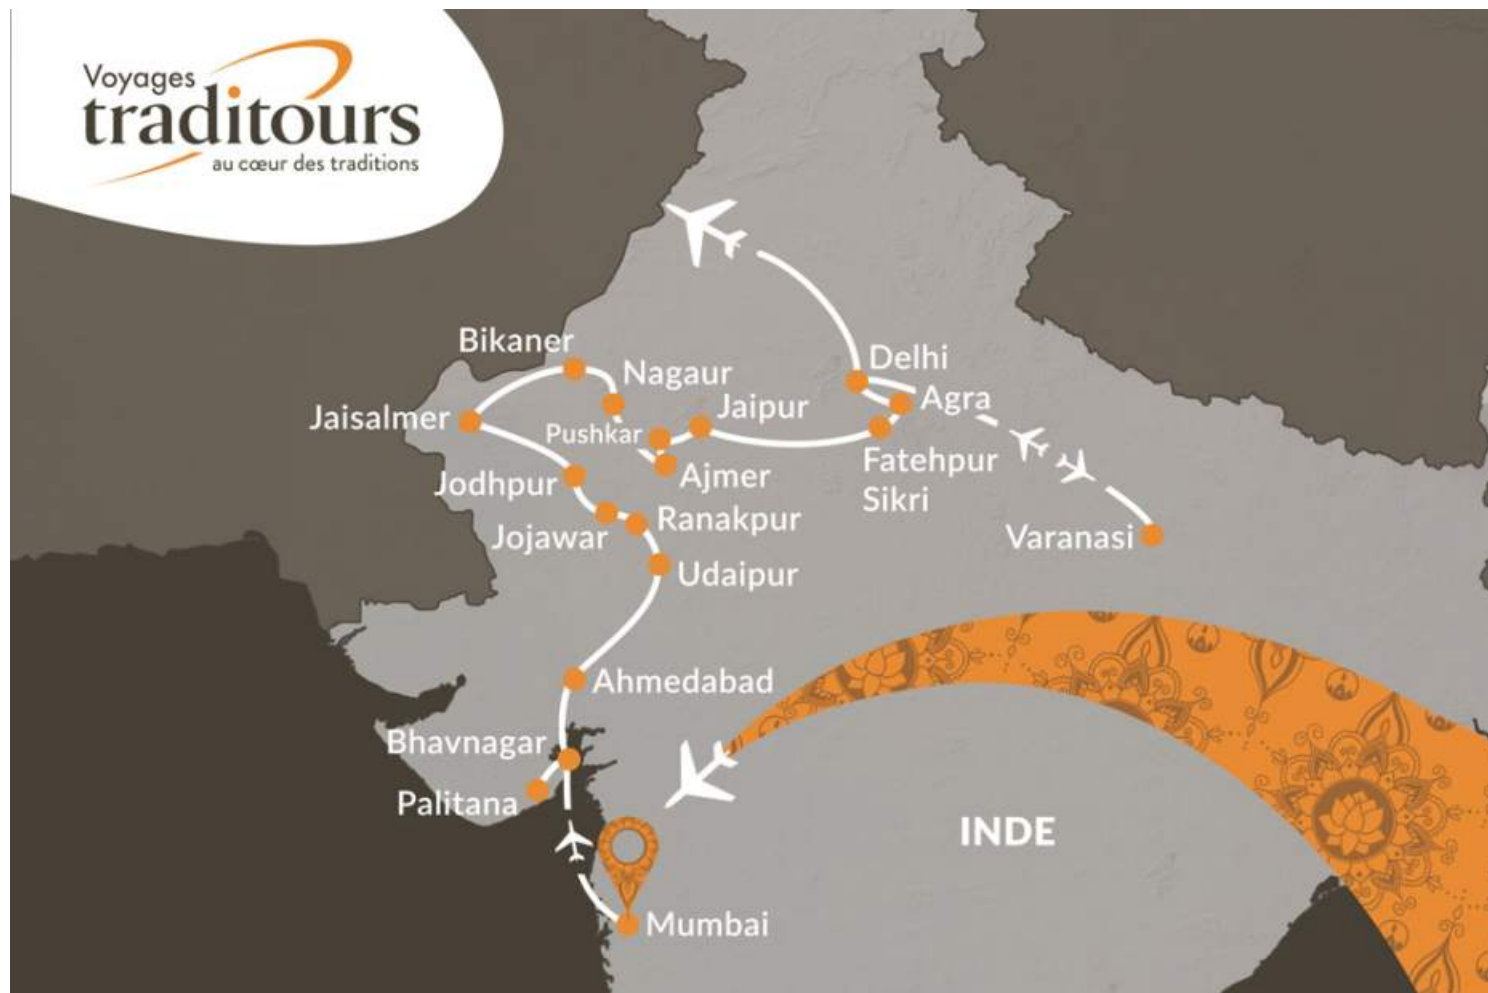 Voyages
traditours
au cœur des traditions
Bikaner
Delhi
Nagaur
Agra
Jaipur
Jaisalmer
Pushkar
Fatehpur
Sikri
Ajmer
Jodhpur
Ranakpur
Jojawar
Varanasi
Udaipur
Ahmedabad
Bhavnagar
Palitana
INDE
Mumbai